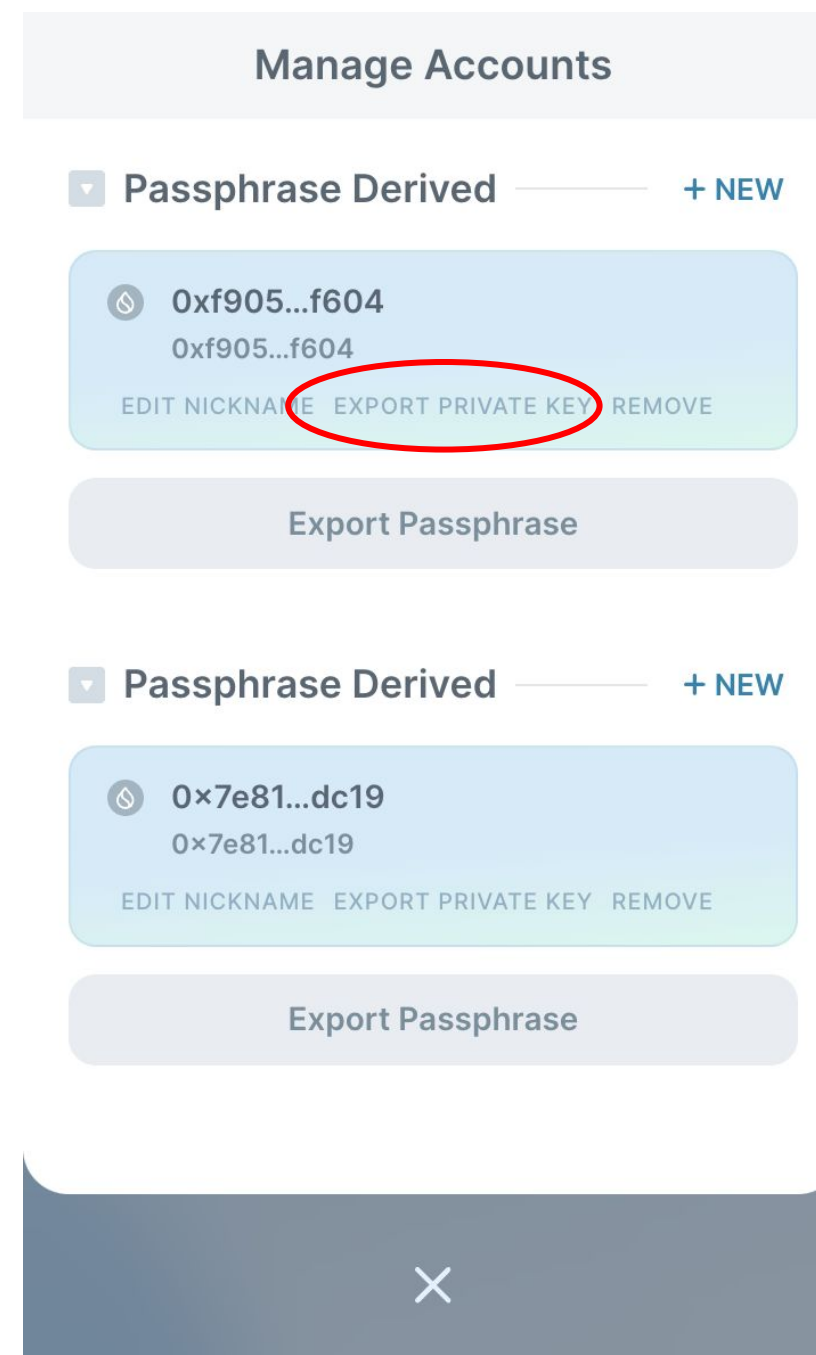 Manage Accounts
Passphrase Derived + NEW
0xf905...f604
0xf905...f604
EDIT NICKNAME EXPORT PRIVATE KEY REMOVE
Export Passphrase
Passphrase Derived + NEW
0×7e81...dc19
0×7e81...dc19
EDIT NICKNAME EXPORT PRIVATE KEY REMOVE
Export Passphrase